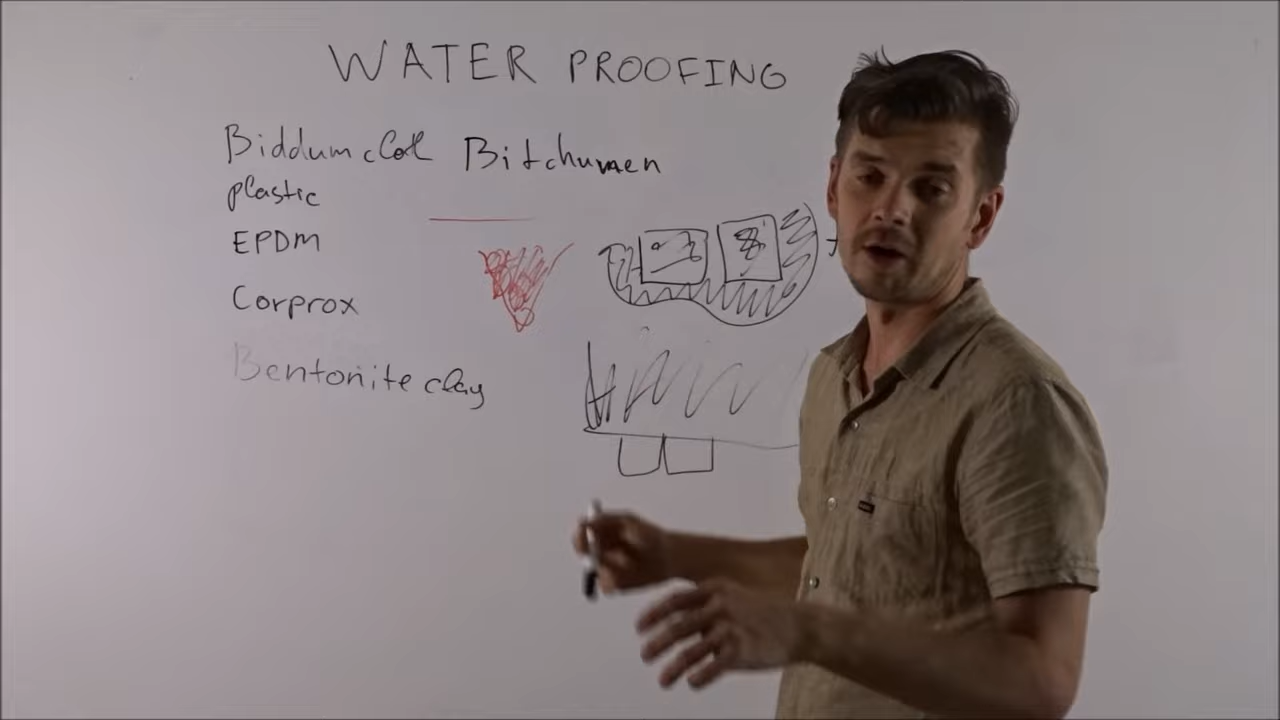 WATER PROOFING
Biddum clot Bitchumen
plastic
EPDM
Corprox
Bentonite clay